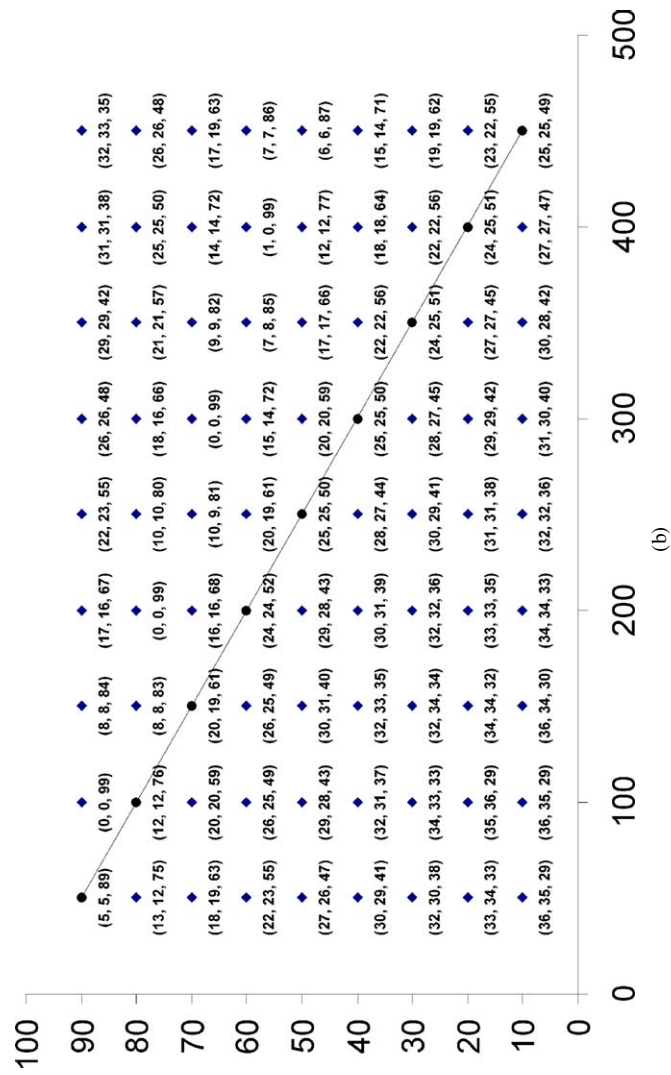 100
90
80
70
60
50
40
30
20
10
0
(5, 5, 89) (0, 0, 99) (8, 8, 84) (17, 16, 67) (22, 23, 55) (26, 26, 48) (29, 29, 42) (31, 31, 38) (32, 33, 35)
(13, 12, 75) (12, 12, 76) (8, 8, 83) (0, 0, 99) (10, 10, 80) (18, 16, 66) (21, 21, 57) (25, 25, 50) (26, 26, 48)
(18, 19, 63) (20, 20, 59) (20, 19, 61) (16, 16, 68) (10, 9, 81) (0, 0, 99) (9, 9, 82) (14, 14, 72) (17, 19, 63)
(22, 23, 55) (26, 25, 49) (26, 25, 49) (24, 24, 52) (20, 19, 61) (15, 14, 72) (7, 8, 85) (1, 0, 99) (7, 7, 86)
(27, 26, 47) (29, 28, 43) (30, 31, 40) (29, 28, 43) (25, 25, 50) (20, 20, 59) (17, 17, 66) (12, 12, 77) (6, 6, 87)
(30, 29, 41) (32, 31, 37) (32, 33, 35) (30, 31, 39) (28, 27, 44) (25, 25, 50) (22, 22, 56) (18, 18, 64) (15, 14, 71)
(32, 30, 38) (34, 33, 33) (32, 34, 34) (32, 32, 36) (30, 29, 41) (28, 27, 45) (24, 25, 51) (22, 22, 56) (19, 19, 62)
(33, 34, 33) (35, 36, 29) (34, 34, 32) (33, 33, 35) (31, 31, 38) (29, 29, 42) (27, 27, 45) (24, 25, 51) (23, 22, 55)
(36, 35, 29) (36, 35, 29) (36, 34, 30) (34, 34, 33) (32, 32, 36) (31, 30, 40) (30, 28, 42) (27, 27, 47) (25, 25, 49)
0 100 200 300 400 500
(b)